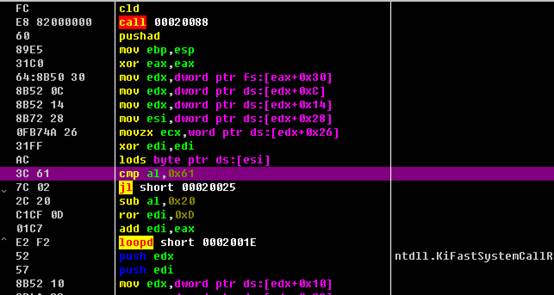 FC cld
E8 82000000 call 00020088
60 pushad
89E5 mov ebp,esp
31C0 xor eax,eax
64:8B50 30 mov edx,dword ptr fs:[eax+0x30]
8B52 0C mov edx,dword ptr ds:[edx+0xC]
8B52 14 mov edx,dword ptr ds:[edx+0x14]
8B72 28 mov esi,dword ptr ds:[edx+0x28]
0FB74A 26 movzx ecx,word ptr ds:[edx+0x26]
31FF xor edi,edi
AC lods byte ptr ds:[esi]
3C 61 cmp al,0x61
7C 02 jl short 00020025
2C 20 sub al,0x20
C1CF 0D ror edi,0xD
01C7 add edi,eax
E2 F2 loopd short 0002001E
52 push edx ntdll.KiFastSystemCallR
57 push edi
8B52 10 mov edx,dword ptr ds:[edx+0x10]